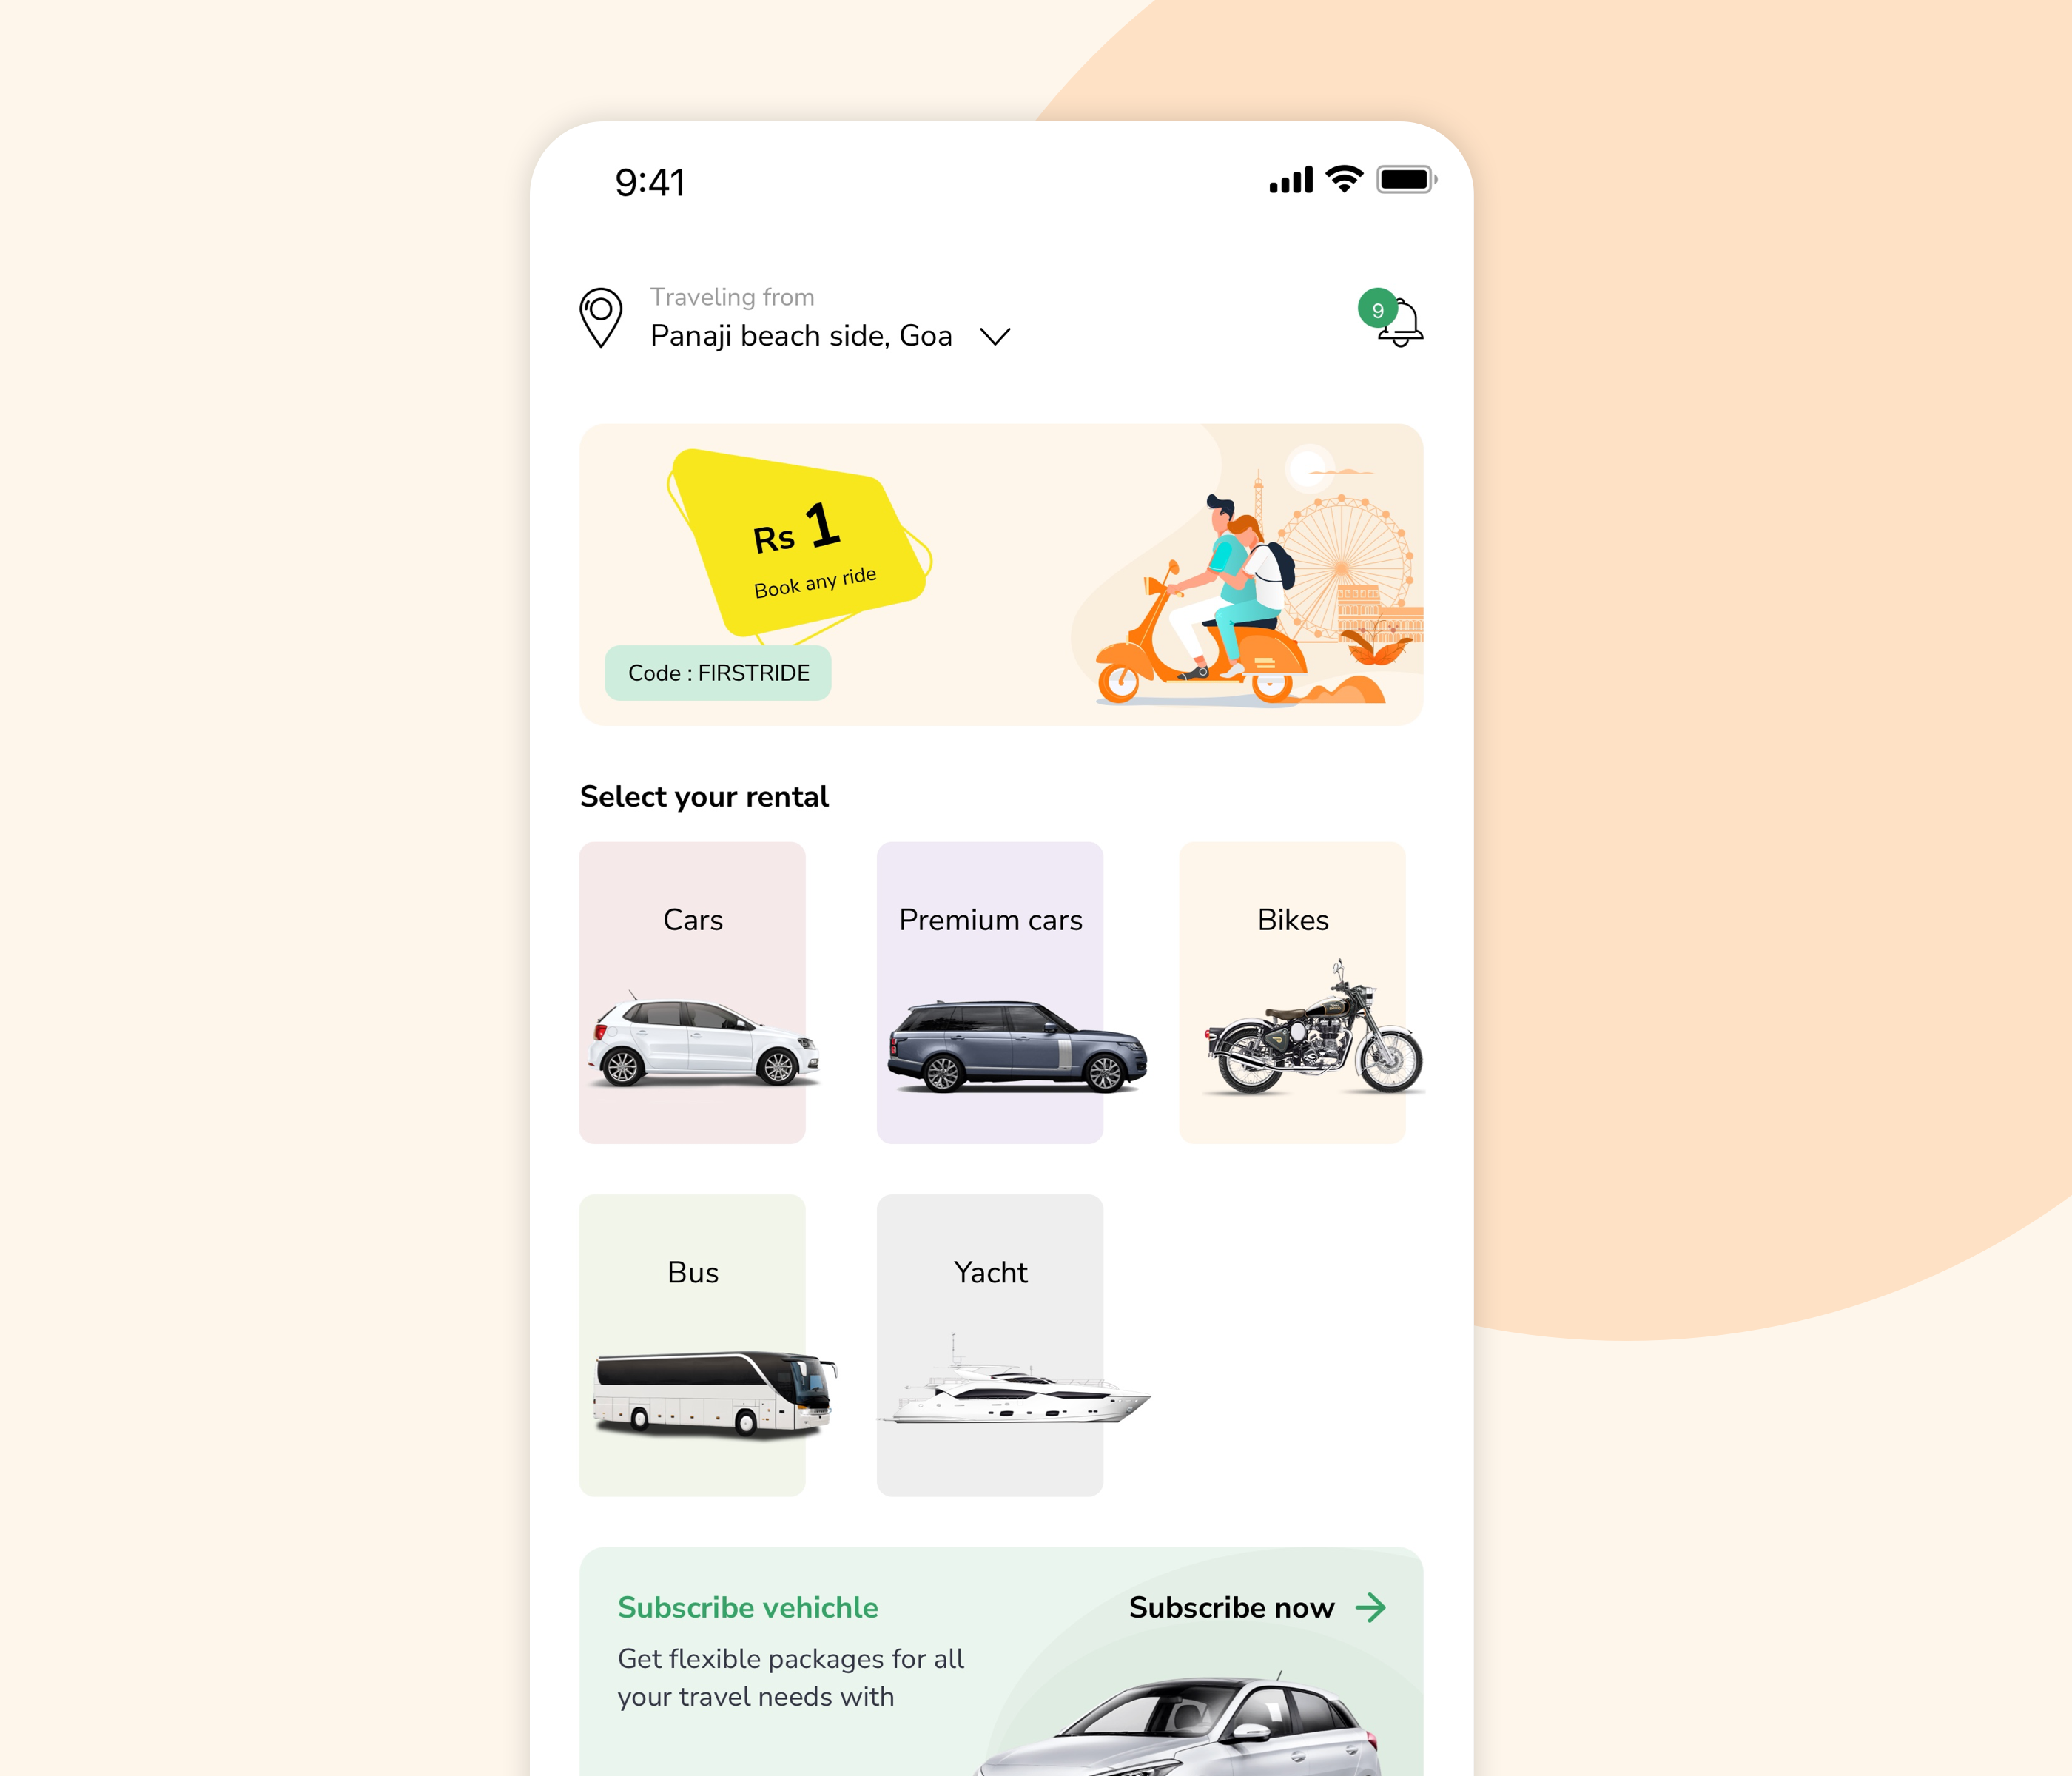 9:41
Traveling from
Panaji beach side, Goa
9
Rs 1
Book any ride
Code : FIRSTRIDE
Select your rental
Cars
Premium cars
Bikes
Bus
Yacht
Subscribe vehichle
Subscribe now
Get flexible packages for all
your travel needs with